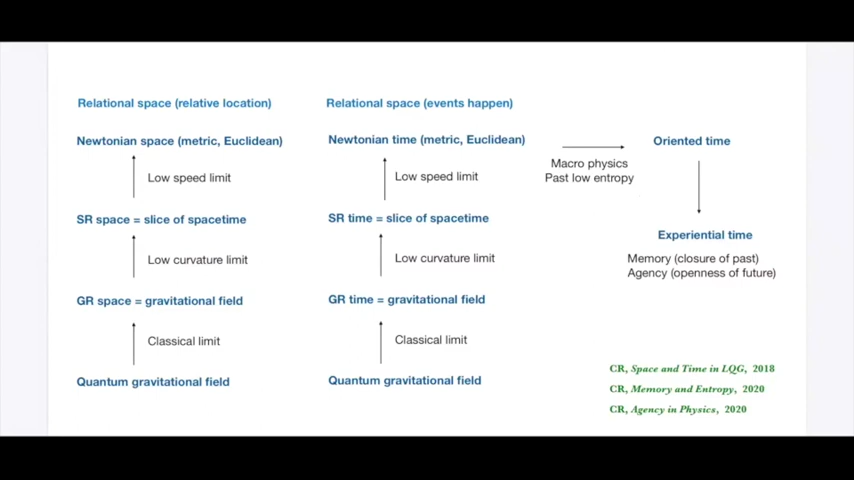 Relational space (relative location)
Newtonian space (metric, Euclidean)
Low speed limit
SR space = slice of spacetime
Low curvature limit
GR space = gravitational field
Classical limit
Quantum gravitational field
Relational space (events happen)
Newtonian time (metric, Euclidean)
Low speed limit
SR time = slice of spacetime
Low curvature limit
GR time = gravitational field
Classical limit
Quantum gravitational field
Macro physics
Past low entropy
Oriented time
Experiential time
Memory (closure of past)
Agency (openness of future)
CR, Space and Time in LQG, 2018
CR, Memory and Entropy, 2020
CR, Agency in Physics, 2020